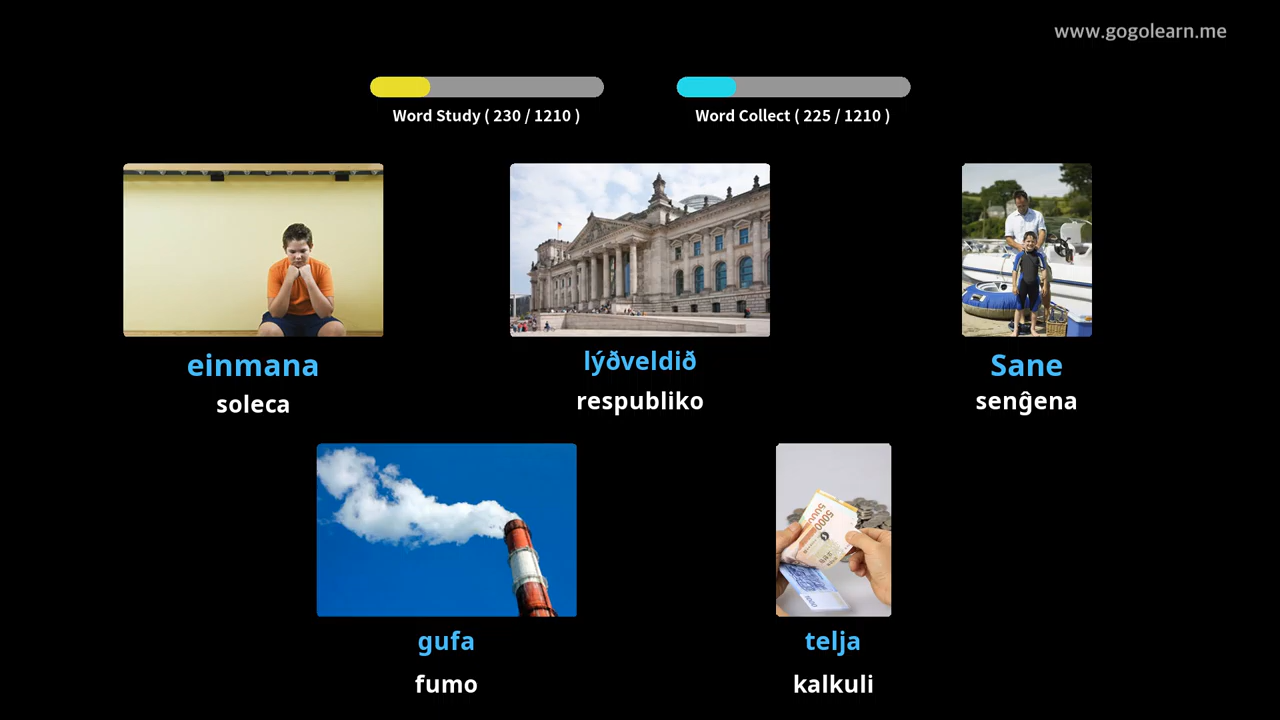 www.gogolearn.me
Word Study ( 230 / 1210 )
Word Collect ( 225 / 1210 )
einmana
soleca
lýðveldið
respubliko
Sane
senĝena
gufa
fumo
telja
kalkuli